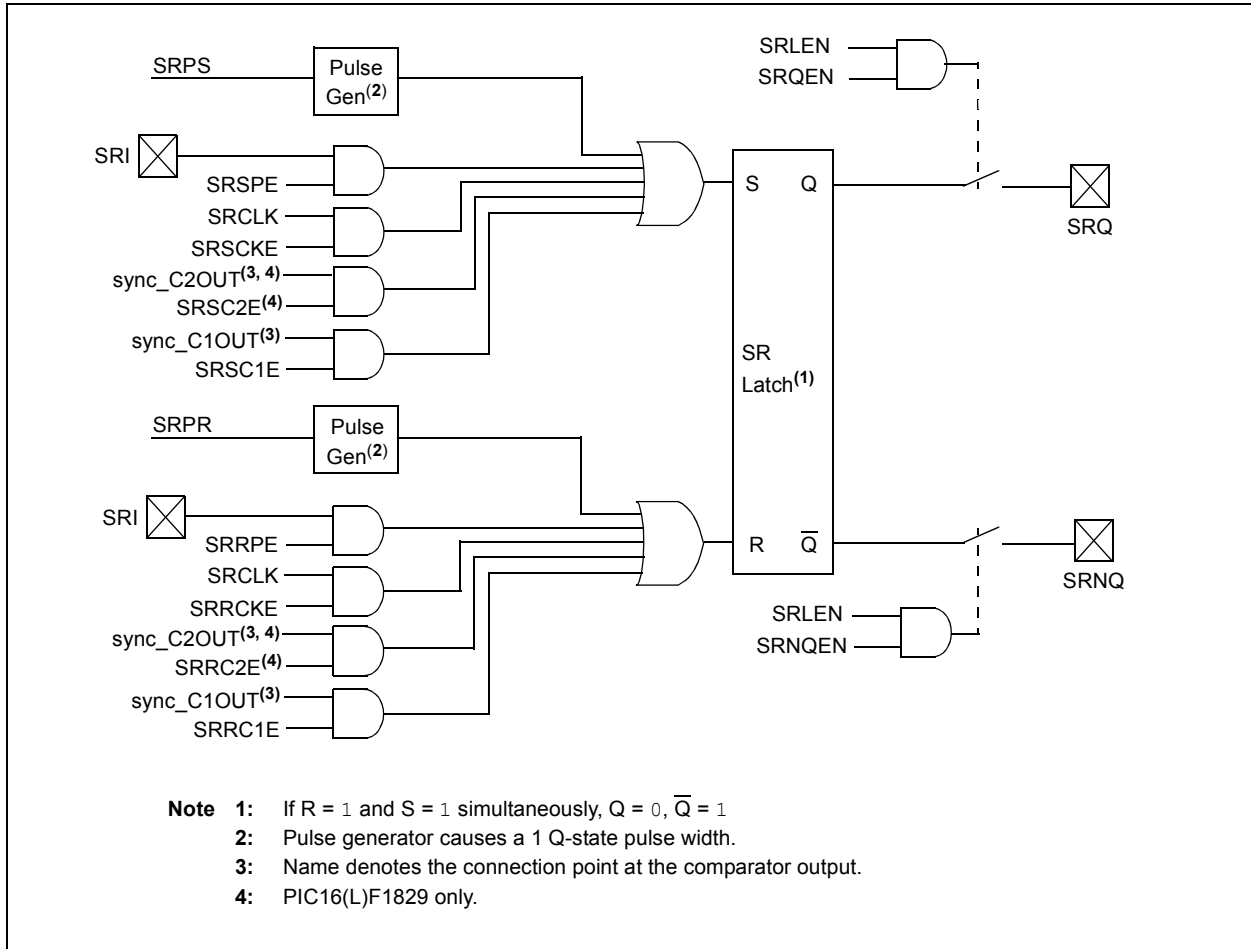 SRPS
Pulse
Gen(2)
SRI
SRSPE
SRCLK
SRSCKE
sync_C2OUT(3, 4)
SRSC2E(4)
sync_C1OUT(3)
SRSC1E
SRLEN
SRQEN
S Q
SRQ
SR
Latch(1)
SRPR
Pulse
Gen(2)
SRI
SRRPE
SRCLK
SRRCKE
sync_C2OUT(3, 4)
SRRC2E(4)
sync_C1OUT(3)
SRRC1E
R Q̅
SRNQ
SRLEN
SRNQEN
Note 1: If R = 1 and S = 1 simultaneously, Q = 0, Q̅ = 1
2: Pulse generator causes a 1 Q-state pulse width.
3: Name denotes the connection point at the comparator output.
4: PIC16(L)F1829 only.